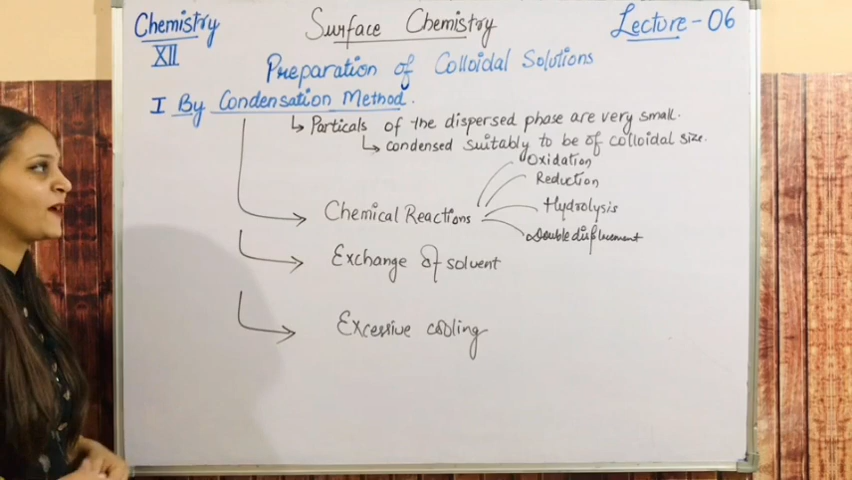 Chemistry Surface Chemistry Lecture-06
XII
Preparation of Colloidal Solutions
I By Condensation Method.
Particals of the dispersed phase are very small.
condensed suitably to be of colloidal size.
Oxidation
Reduction
Chemical Reactions Hydrolysis
Double displacement
Exchange of solvent
Excessive cooling